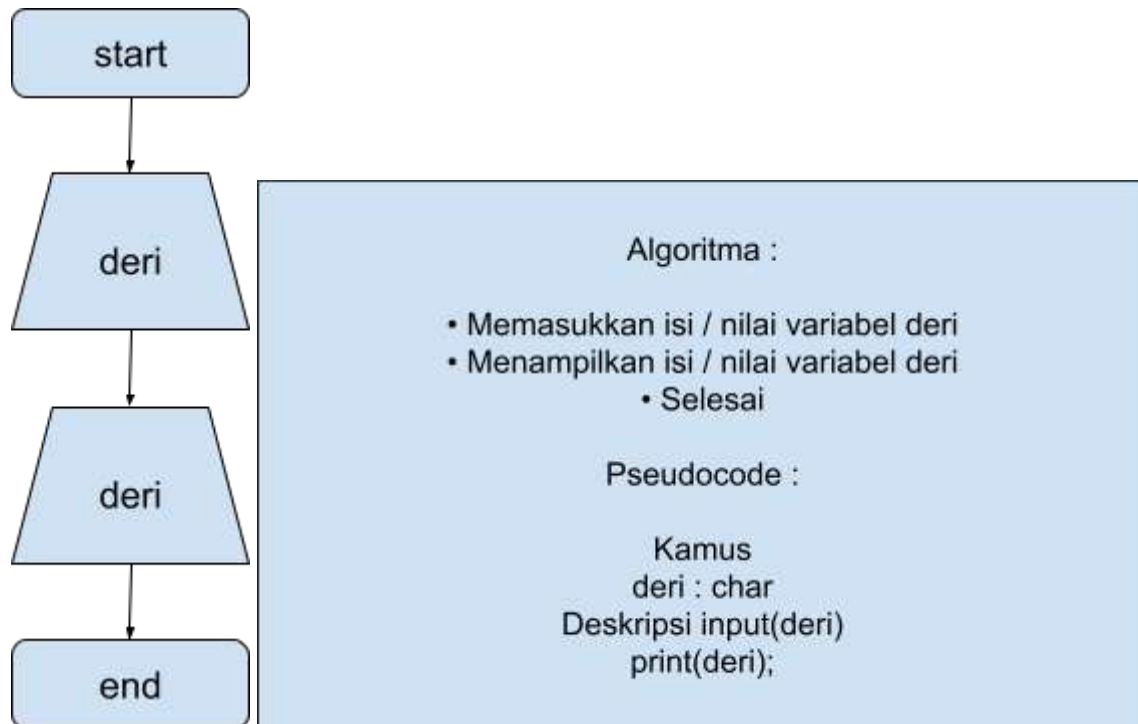 start
deri
deri
end
Algoritma :
• Memasukkan isi / nilai variabel deri
• Menampilkan isi / nilai variabel deri
• Selesai
Pseudocode :
Kamus
deri : char
Deskripsi input(deri)
print(deri);